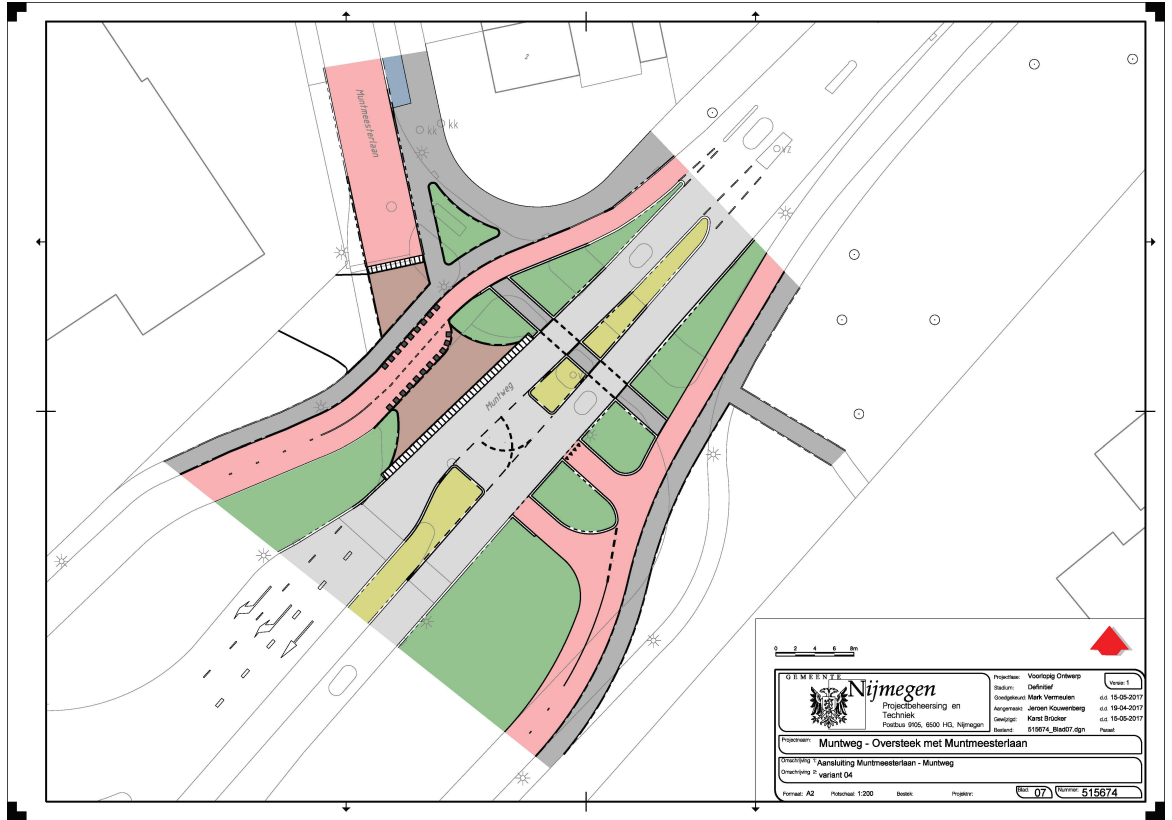 2
Muntmeesterlaan
kk
kk
vz
Muntweg
0 2 4 6 8m
GEMEENTE
Nijmegen
Projectbeheersing en
Techniek
Postbus 9105, 6500 HG, Nijmegen
Projectfase: Voorlopig Ontwerp
Versie: 1
Stadium: Definitief
Goedgekeurd: Mark Vermeulen d.d. 15-05-2017
Aangemaakt: Jeroen Kouwenberg d.d. 19-04-2017
Gewijzigd: Karst Brücker d.d. 15-05-2017
Bestand: 515674_Blad07.dgn Paraaf:
Projectnaam: Muntweg - Oversteek met Muntmeesterlaan
Omschrijving 1: Aansluiting Muntmeesterlaan - Muntweg
Omschrijving 2: variant 04
Formaat: A2 Plotschaal: 1:200 Bestek: Projektnr: Blad: 07 Nummer: 515674